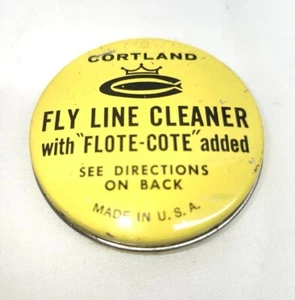 CORTLAND
FLY LINE CLEANER
with "FLOTE-COTE" added
SEE DIRECTIONS
ON BACK
MADE IN U.S.A.